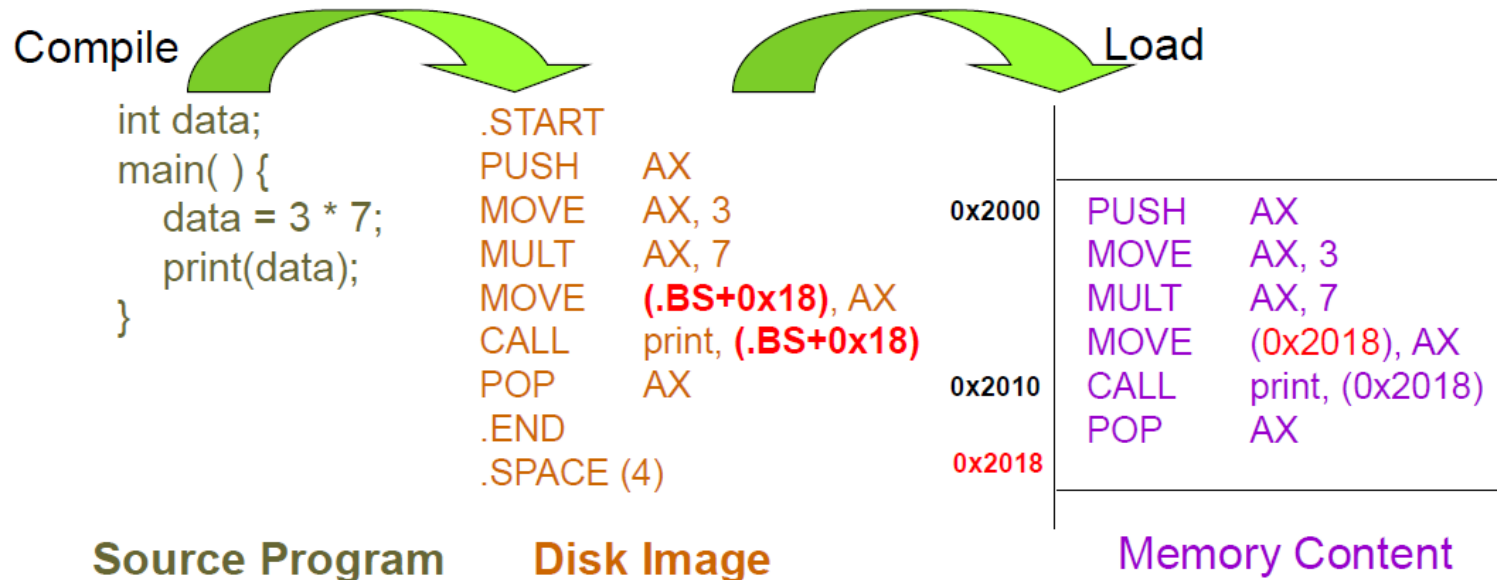 Compile
Load
int data;
main( ) {
data = 3 * 7;
print(data);
}
.START
PUSH AX
MOVE AX, 3
MULT AX, 7
MOVE (.BS+0x18), AX
CALL print, (.BS+0x18)
POP AX
.END
.SPACE (4)
0x2000
0x2010
0x2018
PUSH AX
MOVE AX, 3
MULT AX, 7
MOVE (0x2018), AX
CALL print, (0x2018)
POP AX
Source Program
Disk Image
Memory Content